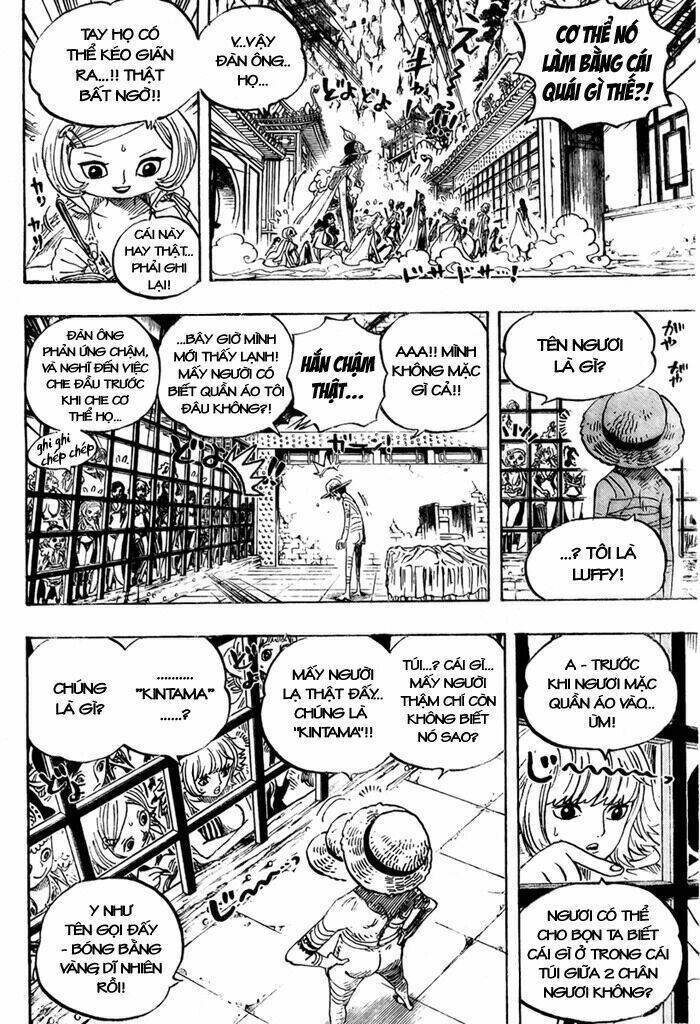 CƠ THỂ NÓ
LÀM BẰNG CÁI
QUÁI GÌ THẾ?!
V..VẬY
ĐÀN ÔNG..
HỌ...
TAY HỌ CÓ
THỂ KÉO GIÃN
RA...!! THẬT
BẤT NGỜ!!
CÁI NÀY
HAY THẬT...
PHẢI GHI
LẠI!
TÊN NGƯƠI
LÀ GÌ?
...? TÔI LÀ
LUFFY!
AAA!! MÌNH
KHÔNG MẶC
GÌ CẢ!!
HẮN CHẬM
THẬT...
...BÂY GIỜ MÌNH
MỚI THẤY LẠNH!
MẤY NGƯỜI CÓ
BIẾT QUẦN ÁO TÔI
ĐÂU KHÔNG?!
ĐÀN ÔNG
PHẢN ỨNG CHẬM,
VÀ NGHĨ ĐẾN VIỆC
CHE ĐẦU TRƯỚC
KHI CHE CƠ
THỂ HỌ...
ghi ghi
chép chép
A - TRƯỚC
KHI NGƯƠI MẶC
QUẦN ÁO VÀO...
ỪM!
NGƯƠI CÓ THỂ
CHO BỌN TA BIẾT
CÁI GÌ Ở TRONG CÁI
TÚI GIỮA 2 CHÂN
NGƯƠI KHÔNG?
TÚI...? CÁI GÌ...
MẤY NGƯỜI
THẬM CHÍ CÒN
KHÔNG BIẾT
NÓ SAO?
MẤY NGƯỜI
LẠ THẬT ĐẤY...
CHÚNG LÀ
"KINTAMA"!!
..........
"KINTAMA"
......?
CHÚNG
LÀ GÌ?
Y NHƯ
TÊN GỌI ĐẤY
- BÓNG BẰNG
VÀNG DĨ NHIÊN
RỒI!